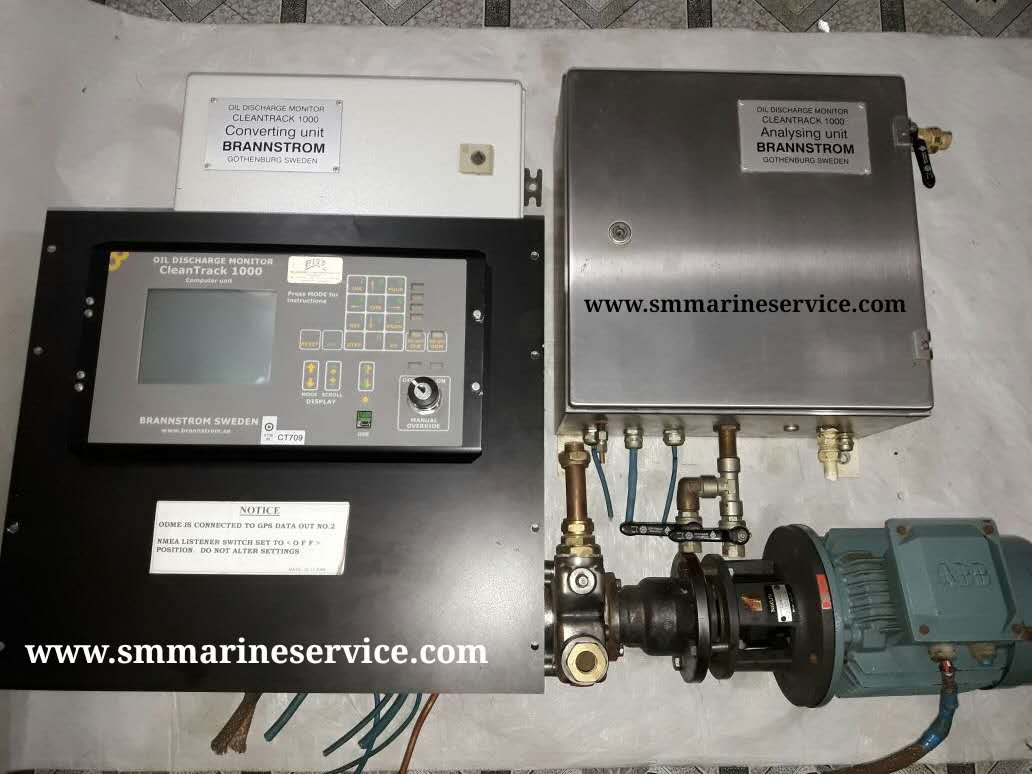 OIL DISCHARGE MONITOR
CLEANTRACK 1000
Converting unit
BRANNSTROM
GOTHENBURG SWEDEN
OIL DISCHARGE MONITOR
CLEANTRACK 1000
Analysing unit
BRANNSTROM
GOTHENBURG SWEDEN
www.smmarineservice.com
OIL DISCHARGE MONITOR
CleanTrack 1000
Computer unit
Press MODE for
instructions
RESET
MODE SCROLL
DISPLAY
MANUAL
OVERRIDE
BRANNSTROM SWEDEN
www.brannstrom.se
CT709
NOTICE
ODME IS CONNECTED TO GPS DATA OUT NO.2
NMEA LISTENER SWITCH SET TO < O F F >
POSITION. DO NOT ALTER SETTINGS
ABB
www.smmarineservice.com